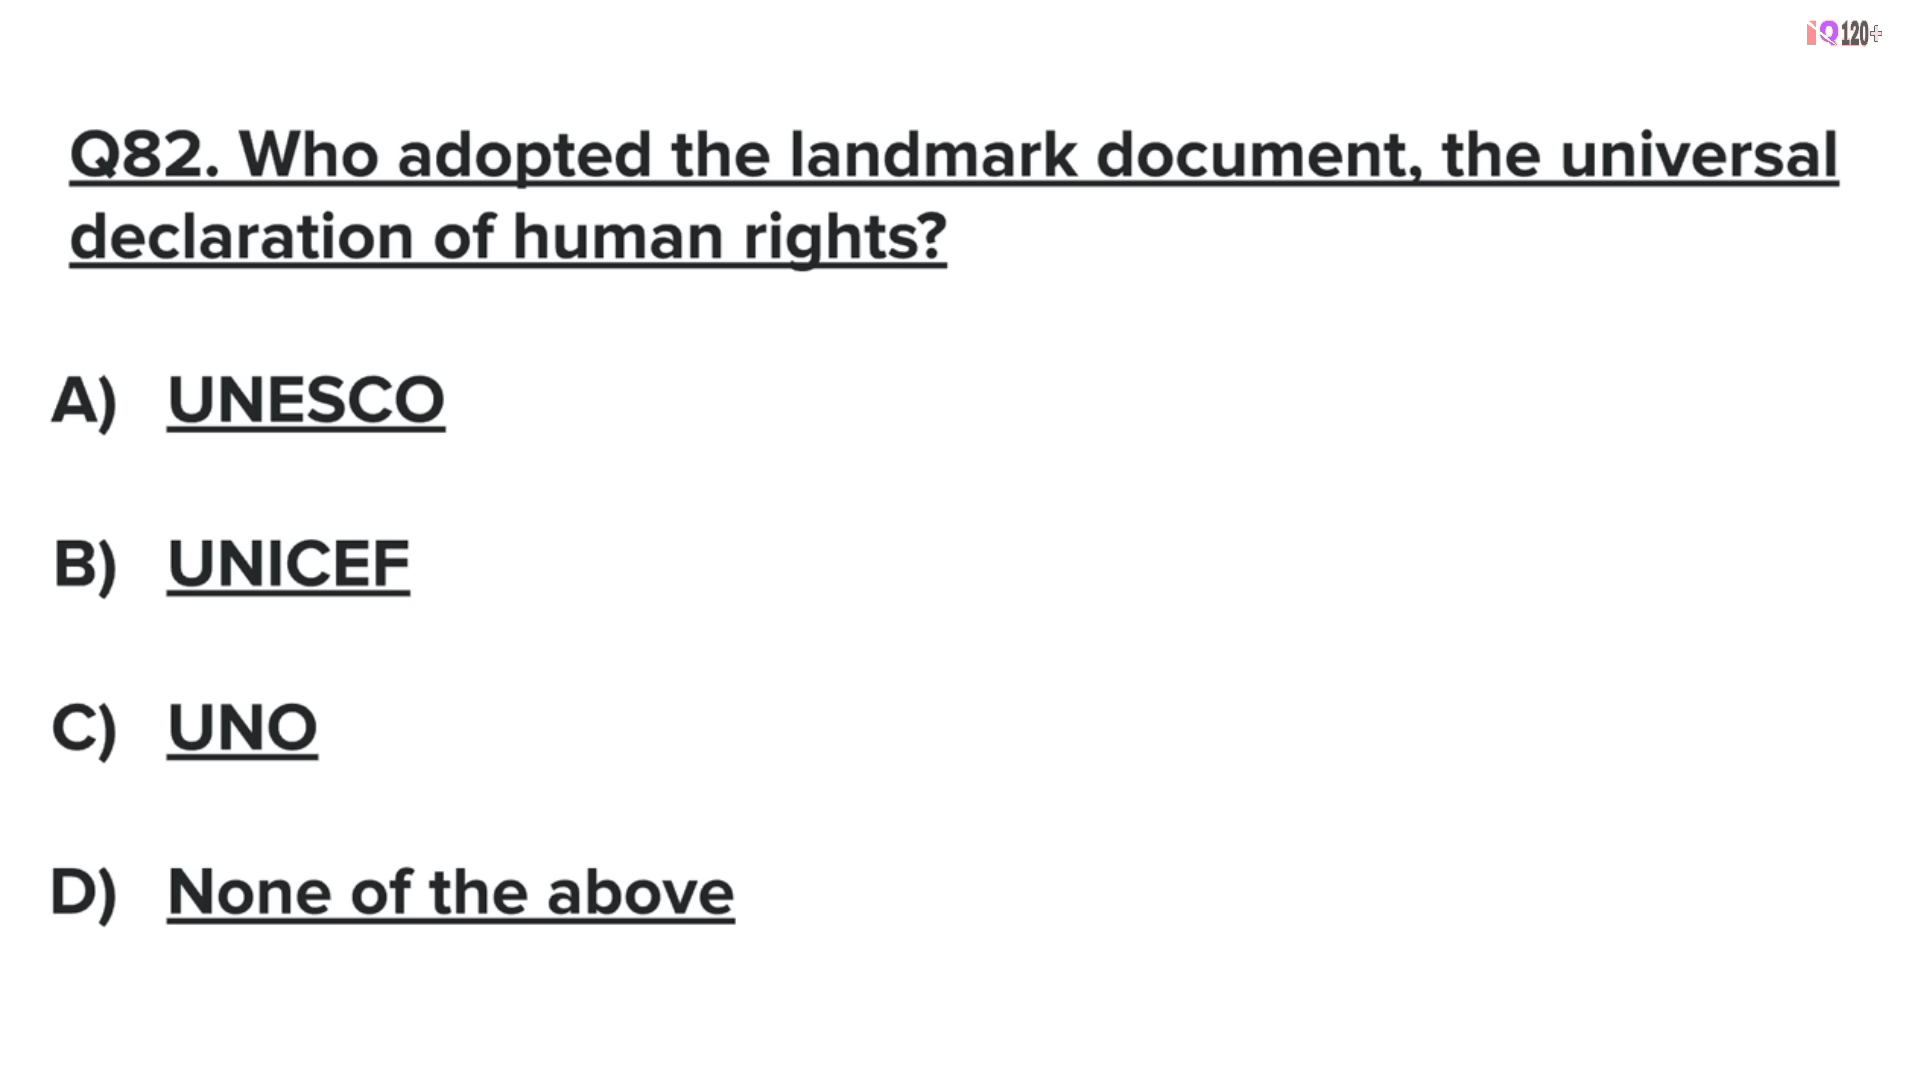 iQ120+
Q82. Who adopted the landmark document, the universal
declaration of human rights?
A) UNESCO
B) UNICEF
C) UNO
D) None of the above